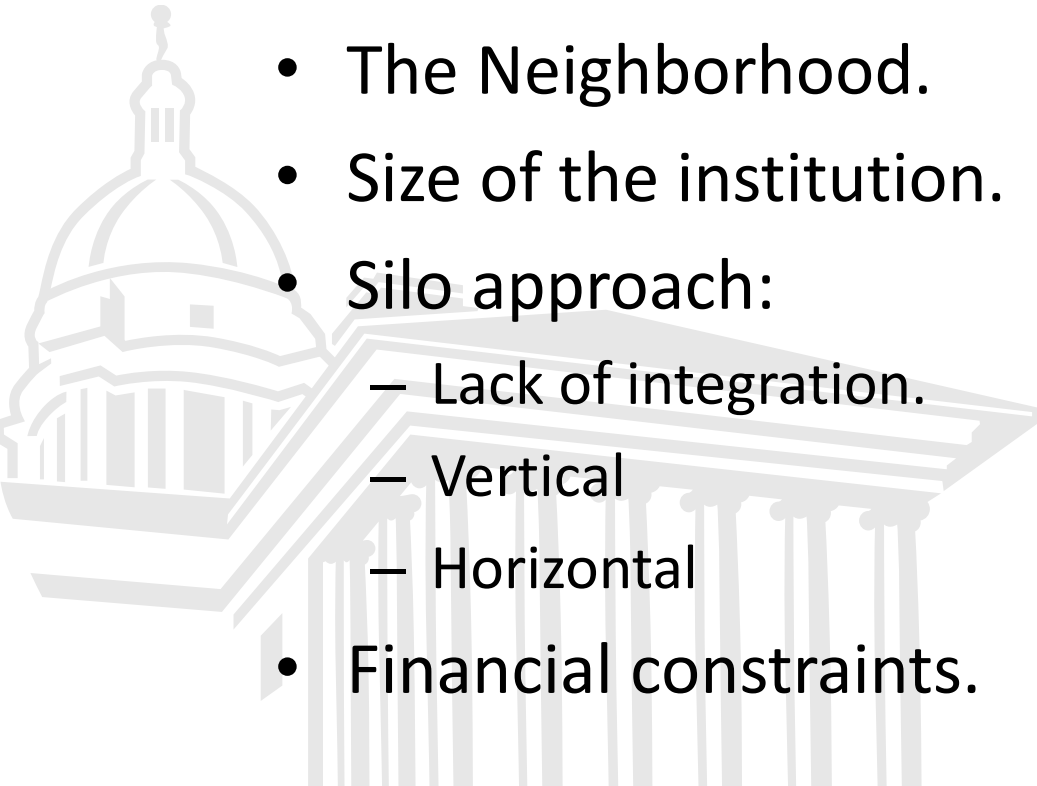 • The Neighborhood.
• Size of the institution.
• Silo approach:
– Lack of integration.
– Vertical
– Horizontal
• Financial constraints.